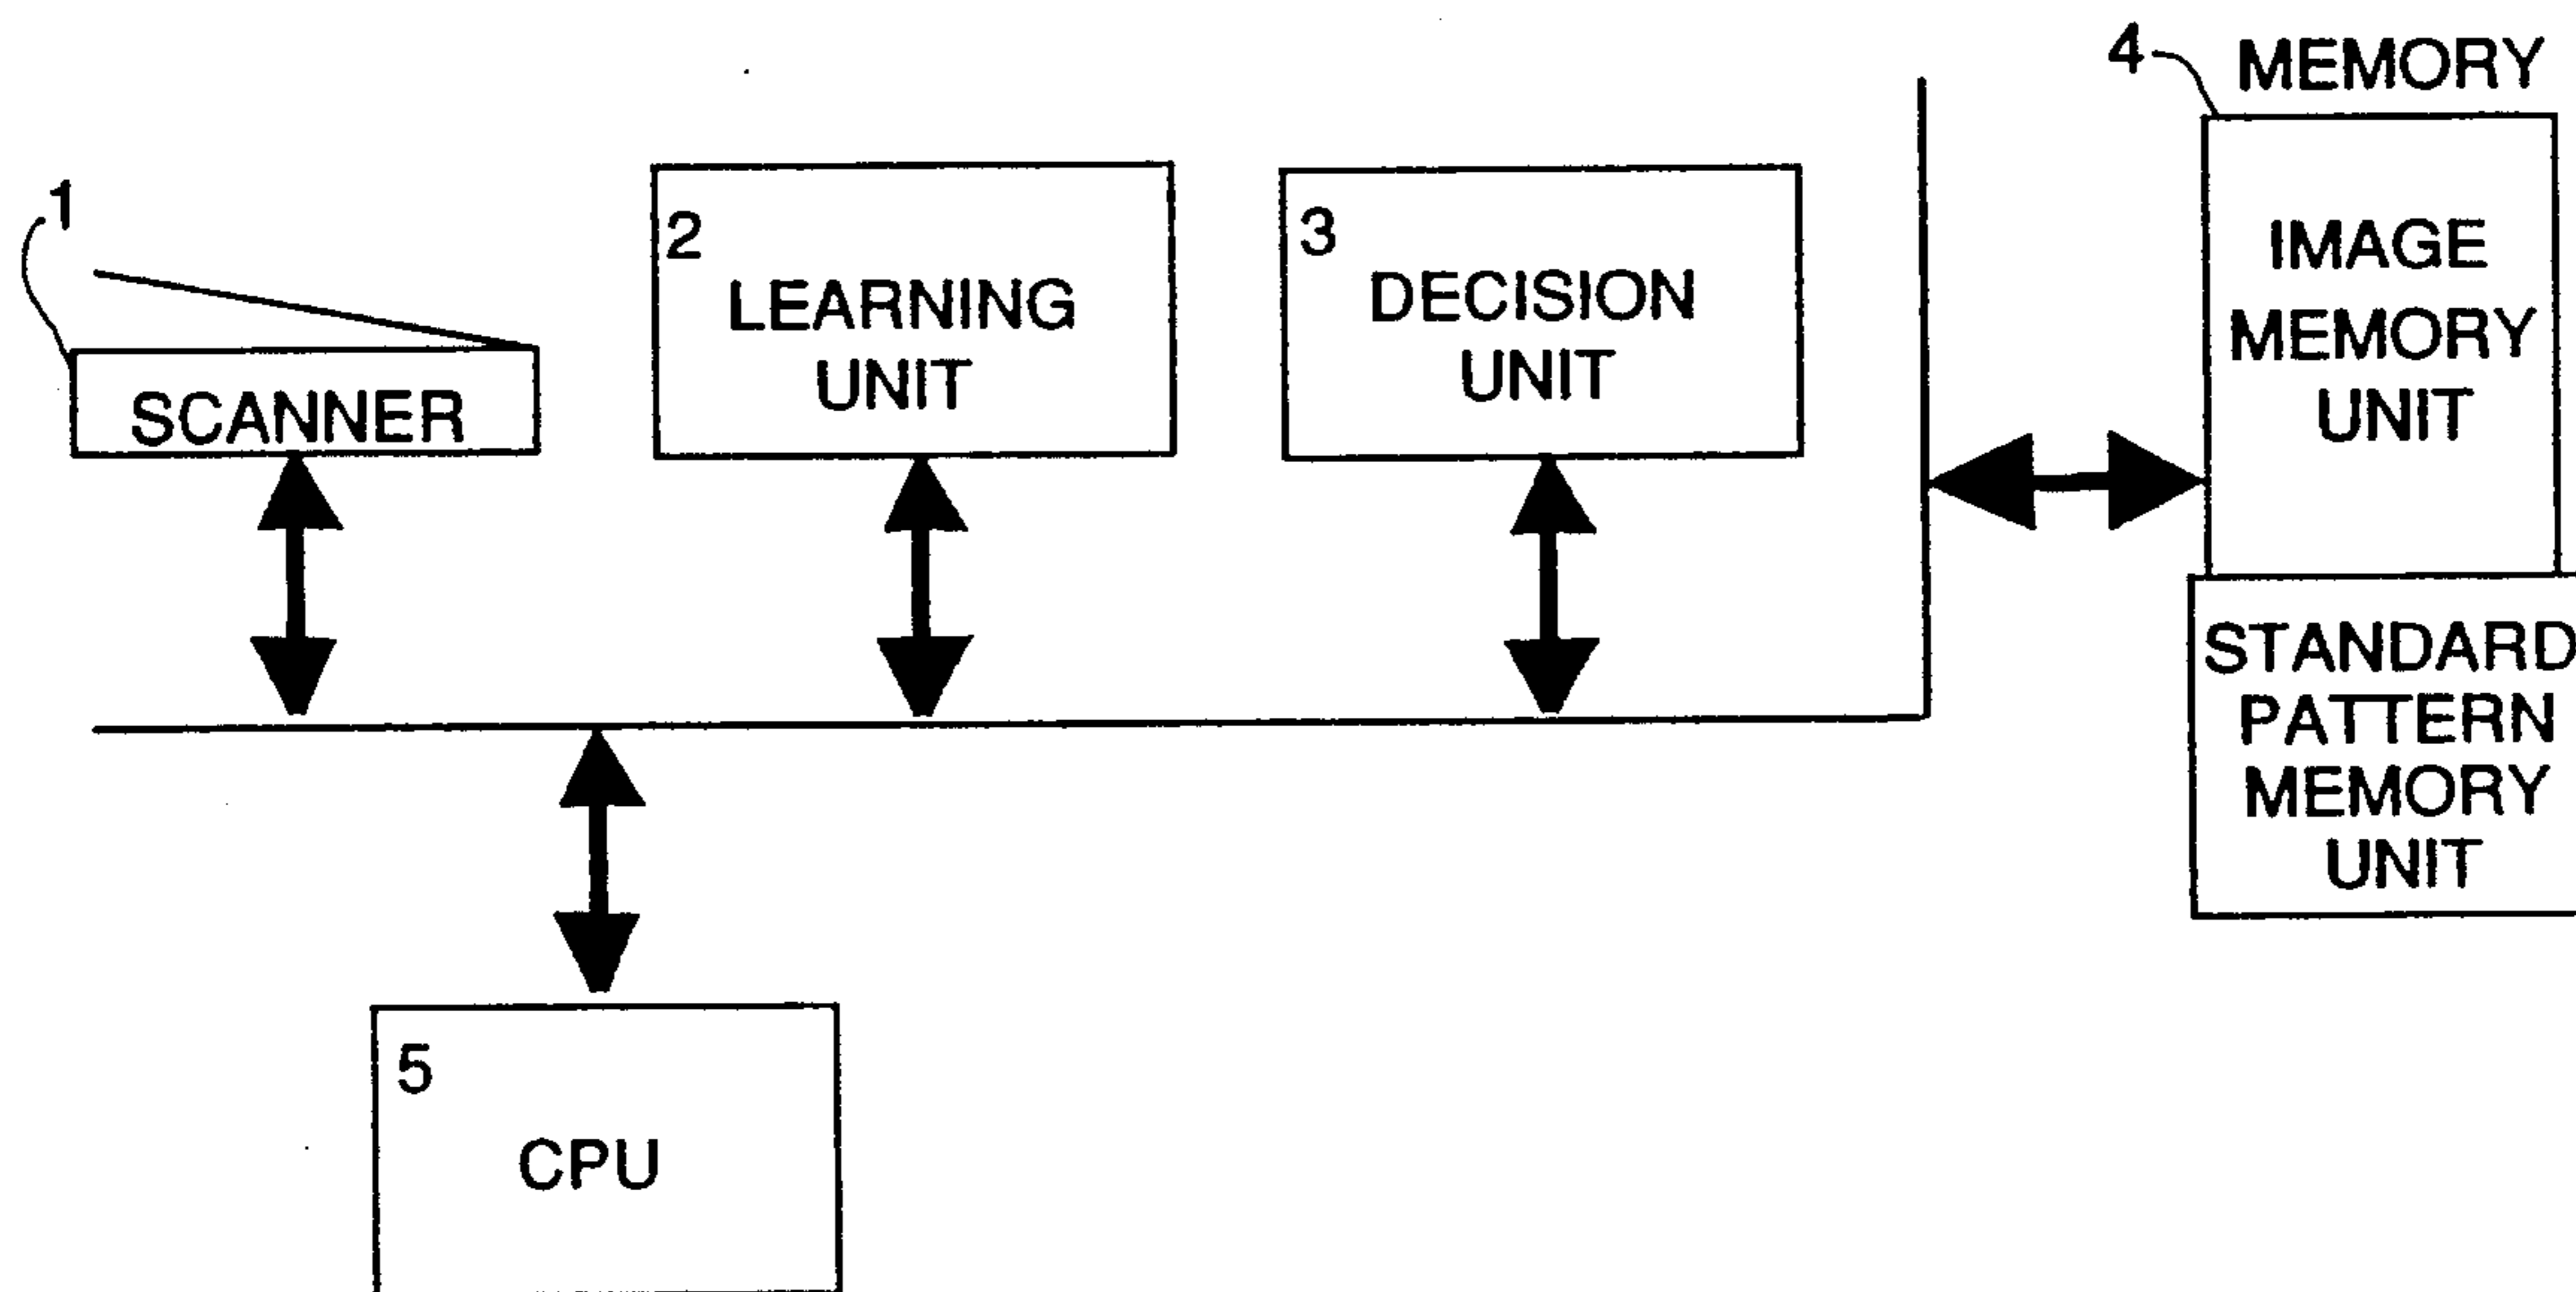 1
SCANNER
2
LEARNING
UNIT
3
DECISION
UNIT
4
MEMORY
IMAGE
MEMORY
UNIT
STANDARD
PATTERN
MEMORY
UNIT
5
CPU